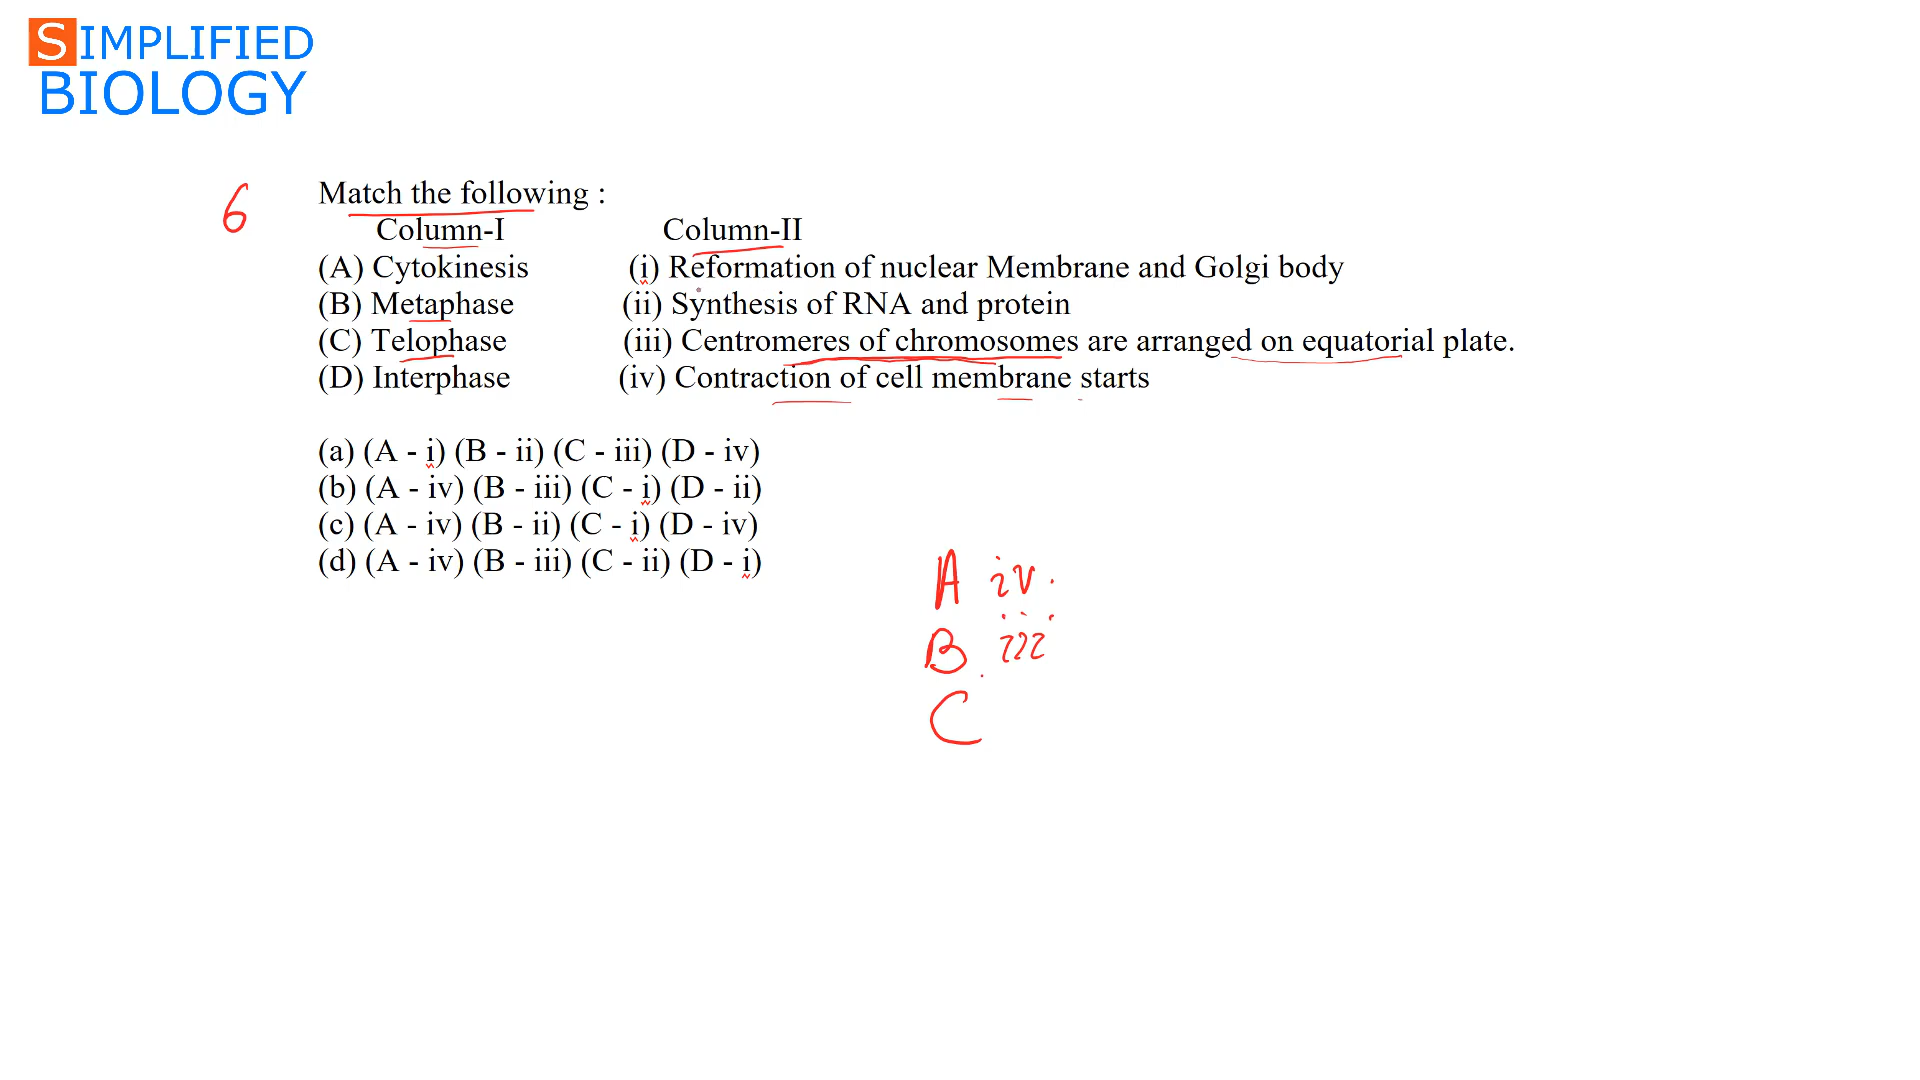 SIMPLIFIED
BIOLOGY
6
Match the following :
Column-I Column-II
(A) Cytokinesis (i) Reformation of nuclear Membrane and Golgi body
(B) Metaphase (ii) Synthesis of RNA and protein
(C) Telophase (iii) Centromeres of chromosomes are arranged on equatorial plate.
(D) Interphase (iv) Contraction of cell membrane starts
(a) (A - i) (B - ii) (C - iii) (D - iv)
(b) (A - iv) (B - iii) (C - i) (D - ii)
(c) (A - iv) (B - ii) (C - i) (D - iv)
(d) (A - iv) (B - iii) (C - ii) (D - i)
A iv.
B iii
C